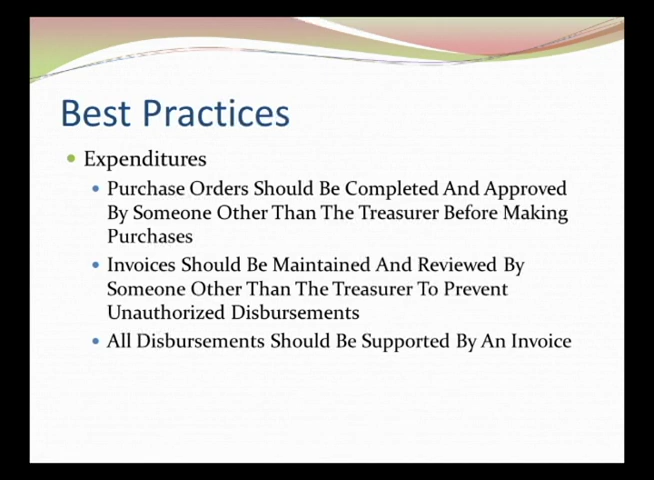 Best Practices
Expenditures
Purchase Orders Should Be Completed And Approved
By Someone Other Than The Treasurer Before Making
Purchases
Invoices Should Be Maintained And Reviewed By
Someone Other Than The Treasurer To Prevent
Unauthorized Disbursements
All Disbursements Should Be Supported By An Invoice